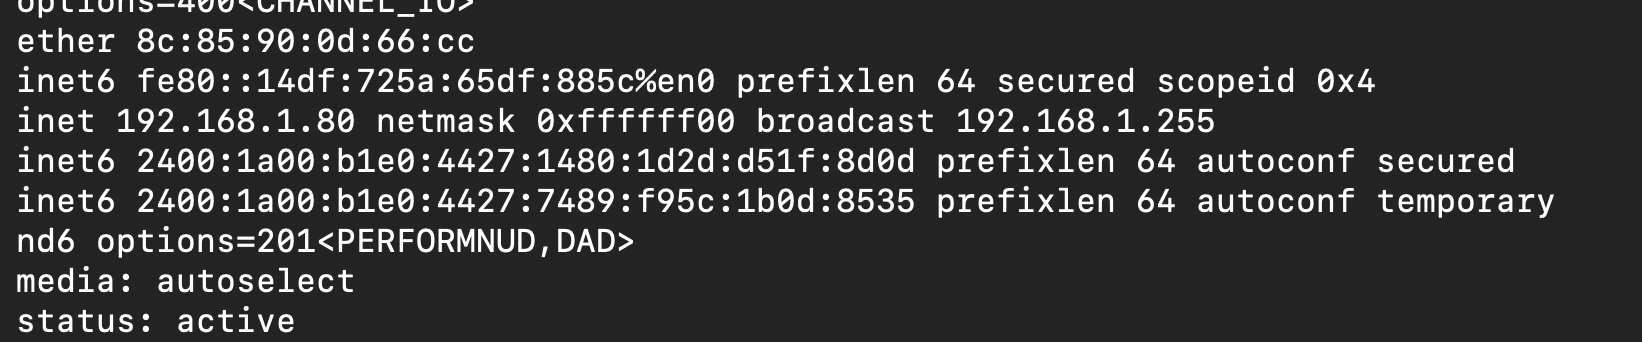 options=400<CHANNEL_IO>
ether 8c:85:90:0d:66:cc
inet6 fe80::14df:725a:65df:885c%en0 prefixlen 64 secured scopeid 0x4
inet 192.168.1.80 netmask 0xffffff00 broadcast 192.168.1.255
inet6 2400:1a00:b1e0:4427:1480:1d2d:d51f:8d0d prefixlen 64 autoconf secured
inet6 2400:1a00:b1e0:4427:7489:f95c:1b0d:8535 prefixlen 64 autoconf temporary
nd6 options=201<PERFORMNUD,DAD>
media: autoselect
status: active